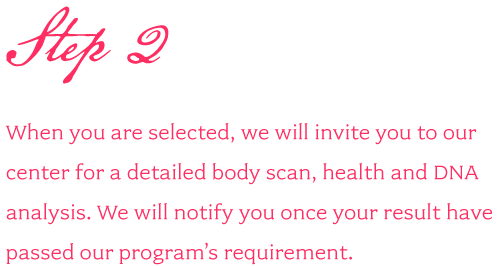 Step 2
When you are selected, we will invite you to our
center for a detailed body scan, health and DNA
analysis. We will notify you once your result have
passed our program’s requirement.